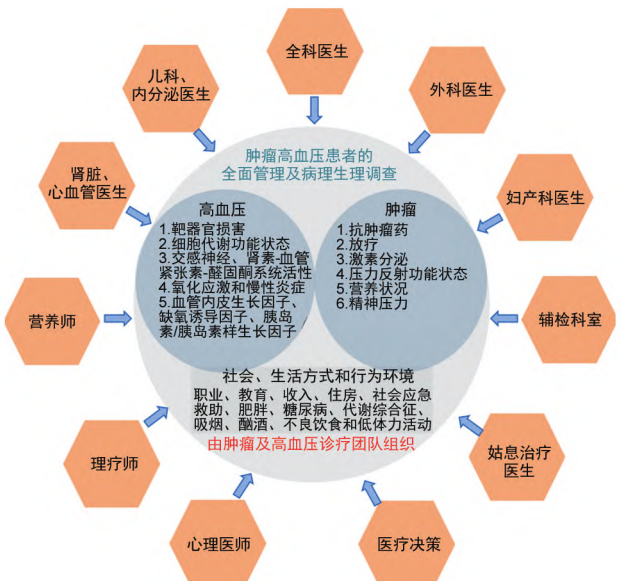 全科医生
儿科、
内分泌医生
外科医生
肾脏、
心血管医生
妇产科医生
营养师
辅检科室
理疗师
姑息治疗
医生
心理医师
医疗决策
肿瘤高血压患者的
全面管理及病理生理调查
高血压
1.靶器官损害
2.细胞代谢功能状态
3.交感神经、肾素-血管
紧张素-醛固酮系统活性
4.氧化应激和慢性炎症
5.血管内皮生长因子、
缺氧诱导因子、胰岛
素/胰岛素样生长因子
肿瘤
1.抗肿瘤药
2.放疗
3.激素分泌
4.压力反射功能状态
5.营养状况
6.精神压力
社会、生活方式和行为环境
职业、教育、收入、住房、社会应急
救助、肥胖、糖尿病、代谢综合征、
吸烟、酗酒、不良饮食和低体力活动
由肿瘤及高血压诊疗团队组织